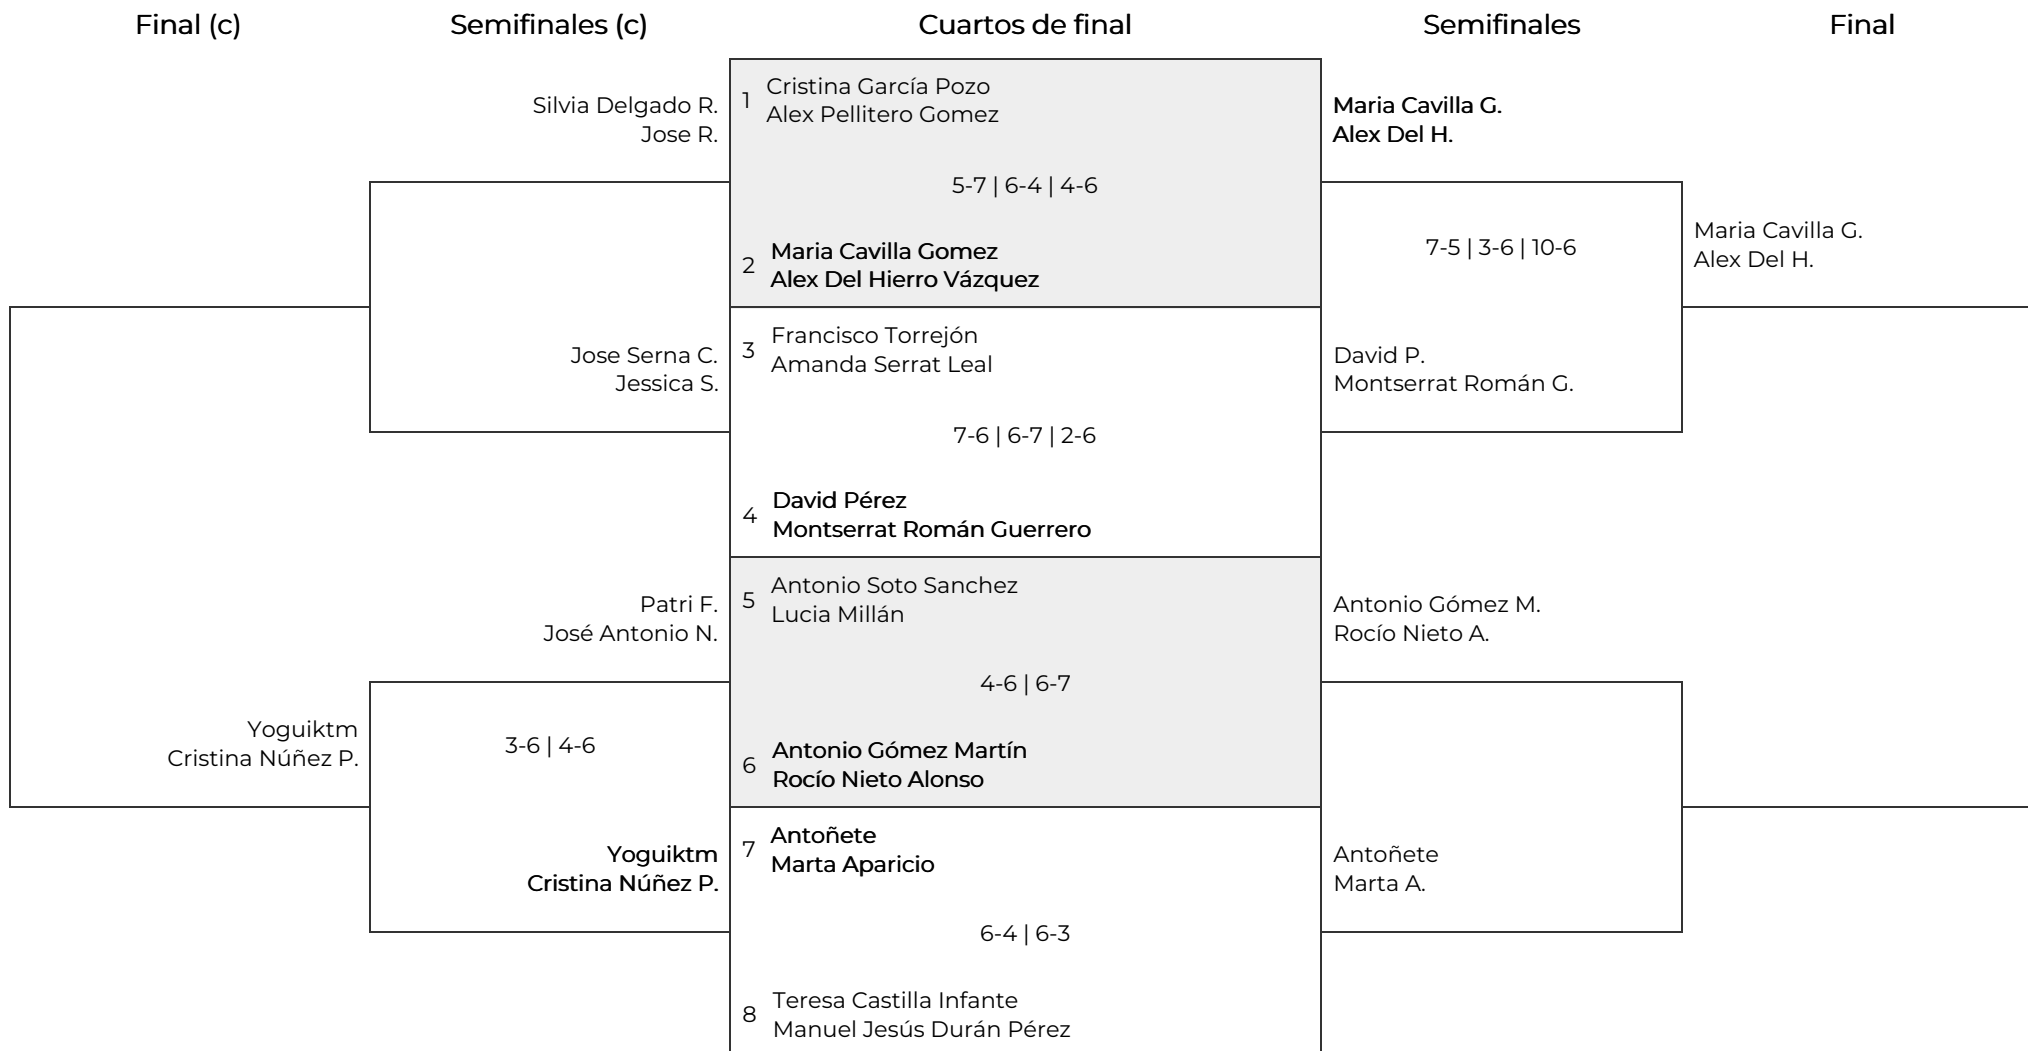 Final (c)
Semifinales (c)
Cuartos de final
Semifinales
Final
Silvia Delgado R.
Jose R.
Jose Serna C.
Jessica S.
Patri F.
José Antonio N.
Yoguiktm
Cristina Núñez P.
3-6 | 4-6
Yoguiktm
Cristina Núñez P.
1
Cristina García Pozo
Alex Pellitero Gomez
5-7 | 6-4 | 4-6
2
Maria Cavilla Gomez
Alex Del Hierro Vázquez
3
Francisco Torrejón
Amanda Serrat Leal
7-6 | 6-7 | 2-6
4
David Pérez
Montserrat Román Guerrero
5
Antonio Soto Sanchez
Lucia Millán
4-6 | 6-7
6
Antonio Gómez Martín
Rocío Nieto Alonso
7
Antoñete
Marta Aparicio
6-4 | 6-3
8
Teresa Castilla Infante
Manuel Jesús Durán Pérez
Maria Cavilla G.
Alex Del H.
7-5 | 3-6 | 10-6
David P.
Montserrat Román G.
Antonio Gómez M.
Rocío Nieto A.
Antoñete
Marta A.
Maria Cavilla G.
Alex Del H.